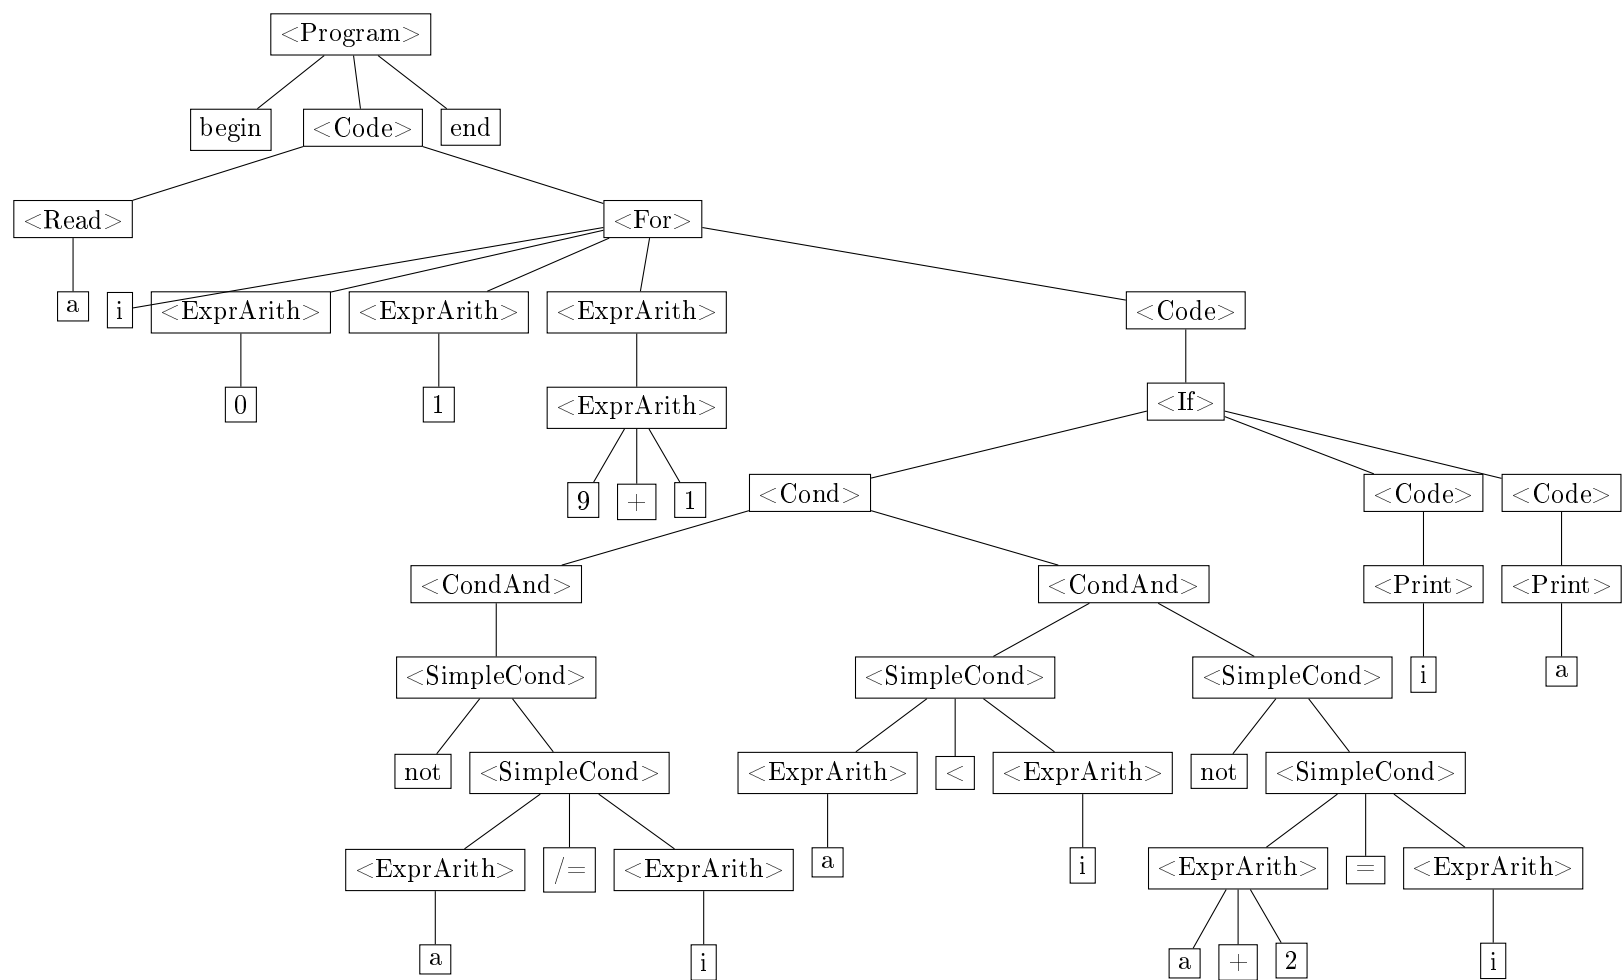 <Program>
begin <Code> end
<Read> <For>
a i <ExprArith> <ExprArith> <ExprArith> <Code>
0 1 <ExprArith> <If>
9 + 1 <Cond> <Code> <Code>
<CondAnd> <CondAnd> <Print> <Print>
<SimpleCond> <SimpleCond> <SimpleCond> i a
not <SimpleCond> <ExprArith> < <ExprArith> not <SimpleCond>
<ExprArith> /= <ExprArith> a i <ExprArith> = <ExprArith>
a i a + 2 i